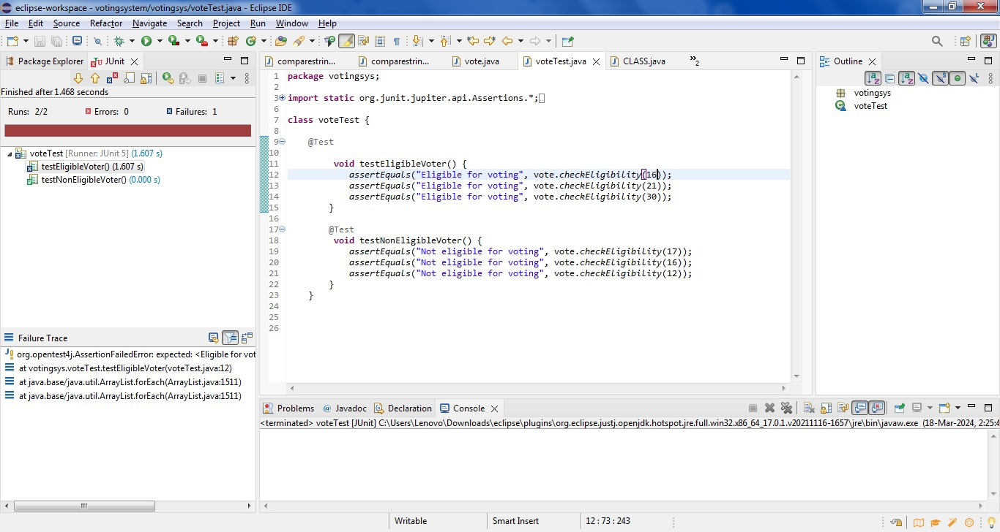 eclipse-workspace - votingsystem/votingsys/voteTest.java - Eclipse IDE
File Edit Source Refactor Navigate Search Project Run Window Help
Package Explorer JUnit
Finished after 1.468 seconds
Runs: 2/2 Errors: 0 Failures: 1
voteTest [Runner: JUnit 5] (1.607 s)
testEligibleVoter() (1.607 s)
testNonEligibleVoter() (0.000 s)
Failure Trace
org.opentest4j.AssertionFailedError: expected: <Eligible for vot
at votingsys.voteTest.testEligibleVoter(voteTest.java:12)
at java.base/java.util.ArrayList.forEach(ArrayList.java:1511)
at java.base/java.util.ArrayList.forEach(ArrayList.java:1511)
comparestrin... comparestrin... vote.java voteTest.java CLASS.java »2
1 package votingsys;
2
3 import static org.junit.jupiter.api.Assertions.*;
6
7 class voteTest {
8
9 @Test
10
11 void testEligibleVoter() {
12 assertEquals("Eligible for voting", vote.checkEligibility(16));
13 assertEquals("Eligible for voting", vote.checkEligibility(21));
14 assertEquals("Eligible for voting", vote.checkEligibility(30));
15 }
16
17 @Test
18 void testNonEligibleVoter() {
19 assertEquals("Not eligible for voting", vote.checkEligibility(17));
20 assertEquals("Not eligible for voting", vote.checkEligibility(16));
21 assertEquals("Not eligible for voting", vote.checkEligibility(12));
22 }
23 }
24
25
26
Outline
votingsys
voteTest
Problems Javadoc Declaration Console
<terminated> voteTest [JUnit] C:\Users\Lenovo\Downloads\eclipse\plugins\org.eclipse.justj.openjdk.hotspot.jre.full.win32.x86_64_17.0.1.v20211116-1657\jre\bin\javaw.exe (18-Mar-2024, 2:25:4
Writable Smart Insert 12 : 73 : 243